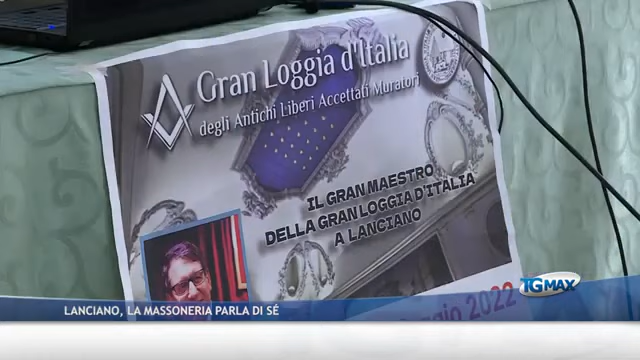 Gran Loggia d'Italia
degli Antichi Liberi Accettati Muratori
IL GRAN MAESTRO
DELLA GRAN LOGGIA D'ITALIA
A LANCIANO
2022
TGMAX
LANCIANO, LA MASSONERIA PARLA DI SÉ